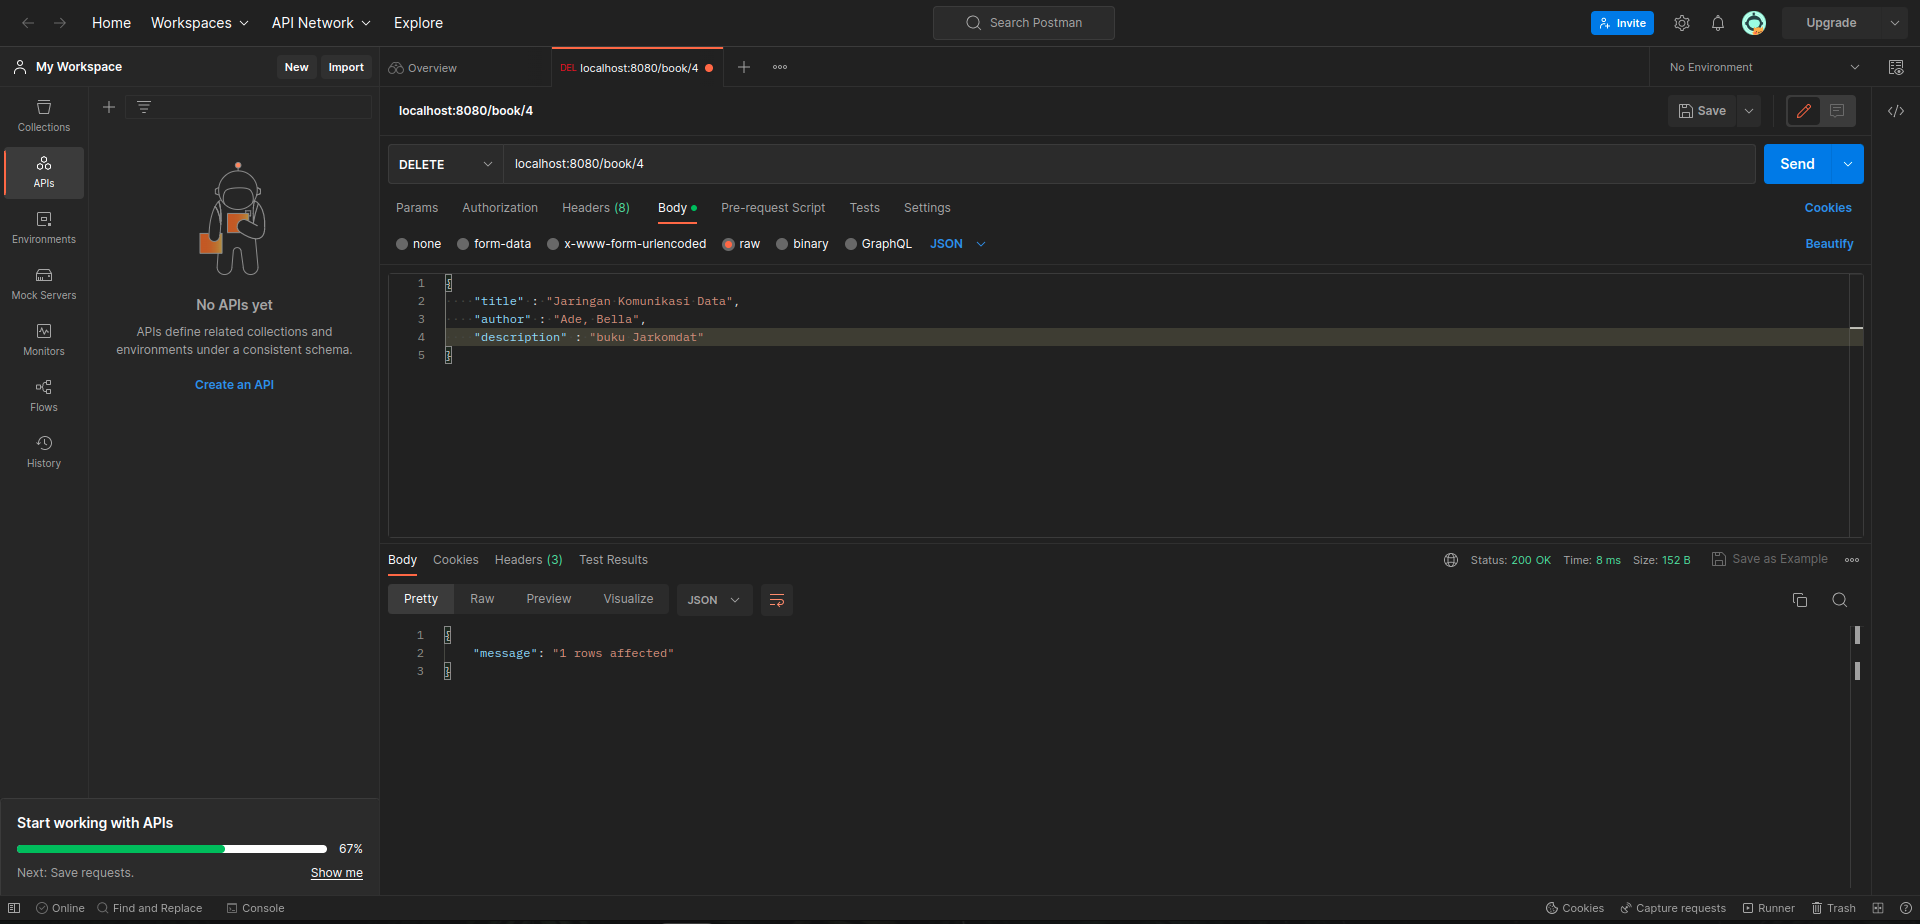 Home Workspaces API Network Explore Search Postman Invite Upgrade
My Workspace New Import Overview DEL localhost:8080/book/4 No Environment
localhost:8080/book/4 Save
Collections
APIs
Environments
Mock Servers
Monitors
Flows
History
No APIs yet
APIs define related collections and
environments under a consistent schema.
Create an API
DELETE localhost:8080/book/4 Send
Params Authorization Headers (8) Body Pre-request Script Tests Settings Cookies
none form-data x-www-form-urlencoded raw binary GraphQL JSON Beautify
1 {
2 "title" : "Jaringan Komunikasi Data",
3 "author" : "Ade, Bella",
4 "description" : "buku Jarkomdat"
5 }
Body Cookies Headers (3) Test Results Status: 200 OK Time: 8 ms Size: 152 B Save as Example
Pretty Raw Preview Visualize JSON
1 {
2 "message": "1 rows affected"
3 }
Start working with APIs
67%
Next: Save requests. Show me
Online Find and Replace Console Cookies Capture requests Runner Trash